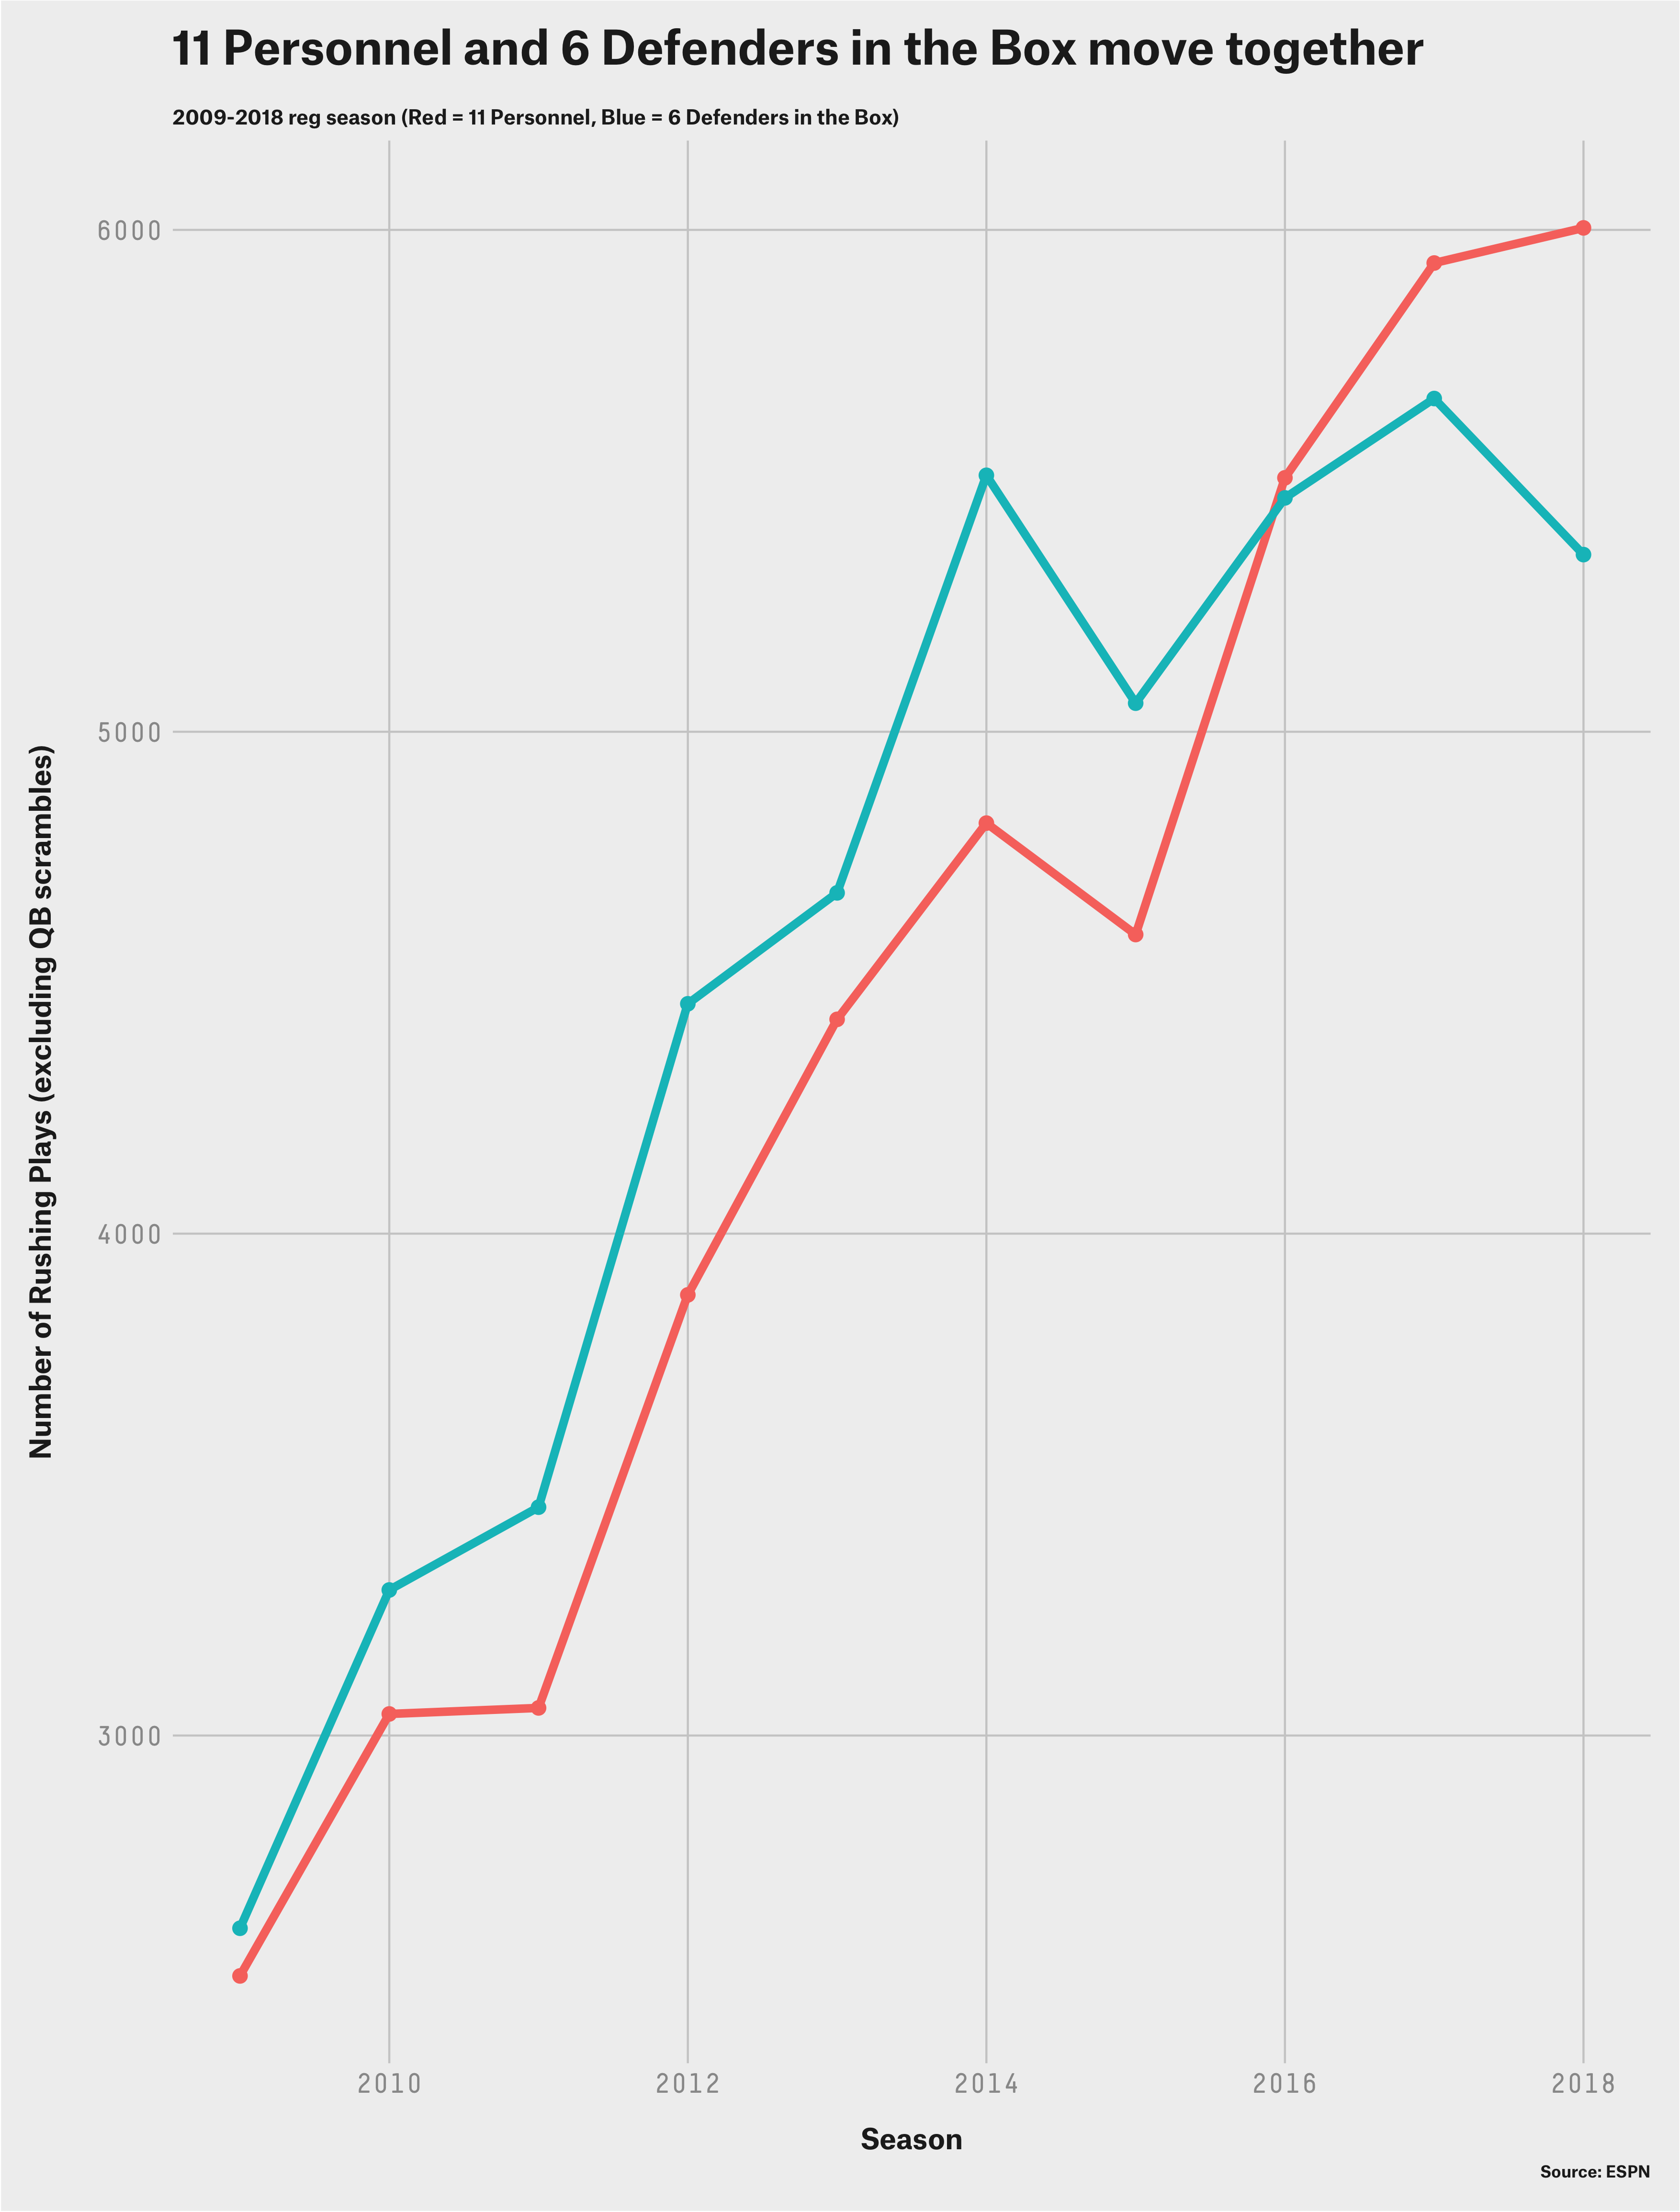 11 Personnel and 6 Defenders in the Box move together
2009-2018 reg season (Red = 11 Personnel, Blue = 6 Defenders in the Box)
Number of Rushing Plays (excluding QB scrambles)
6000
5000
4000
3000
2010 2012 2014 2016 2018
Season
Source: ESPN